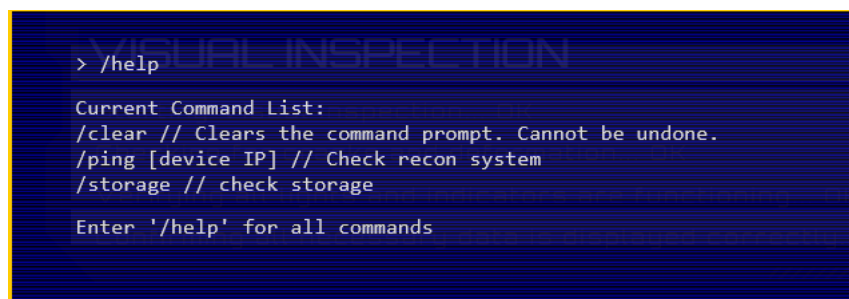 VISUAL INSPECTION
> /help
Current Command List:
/clear // Clears the command prompt. Cannot be undone.
/ping [device IP] // Check recon system
/storage // check storage
Enter '/help' for all commands